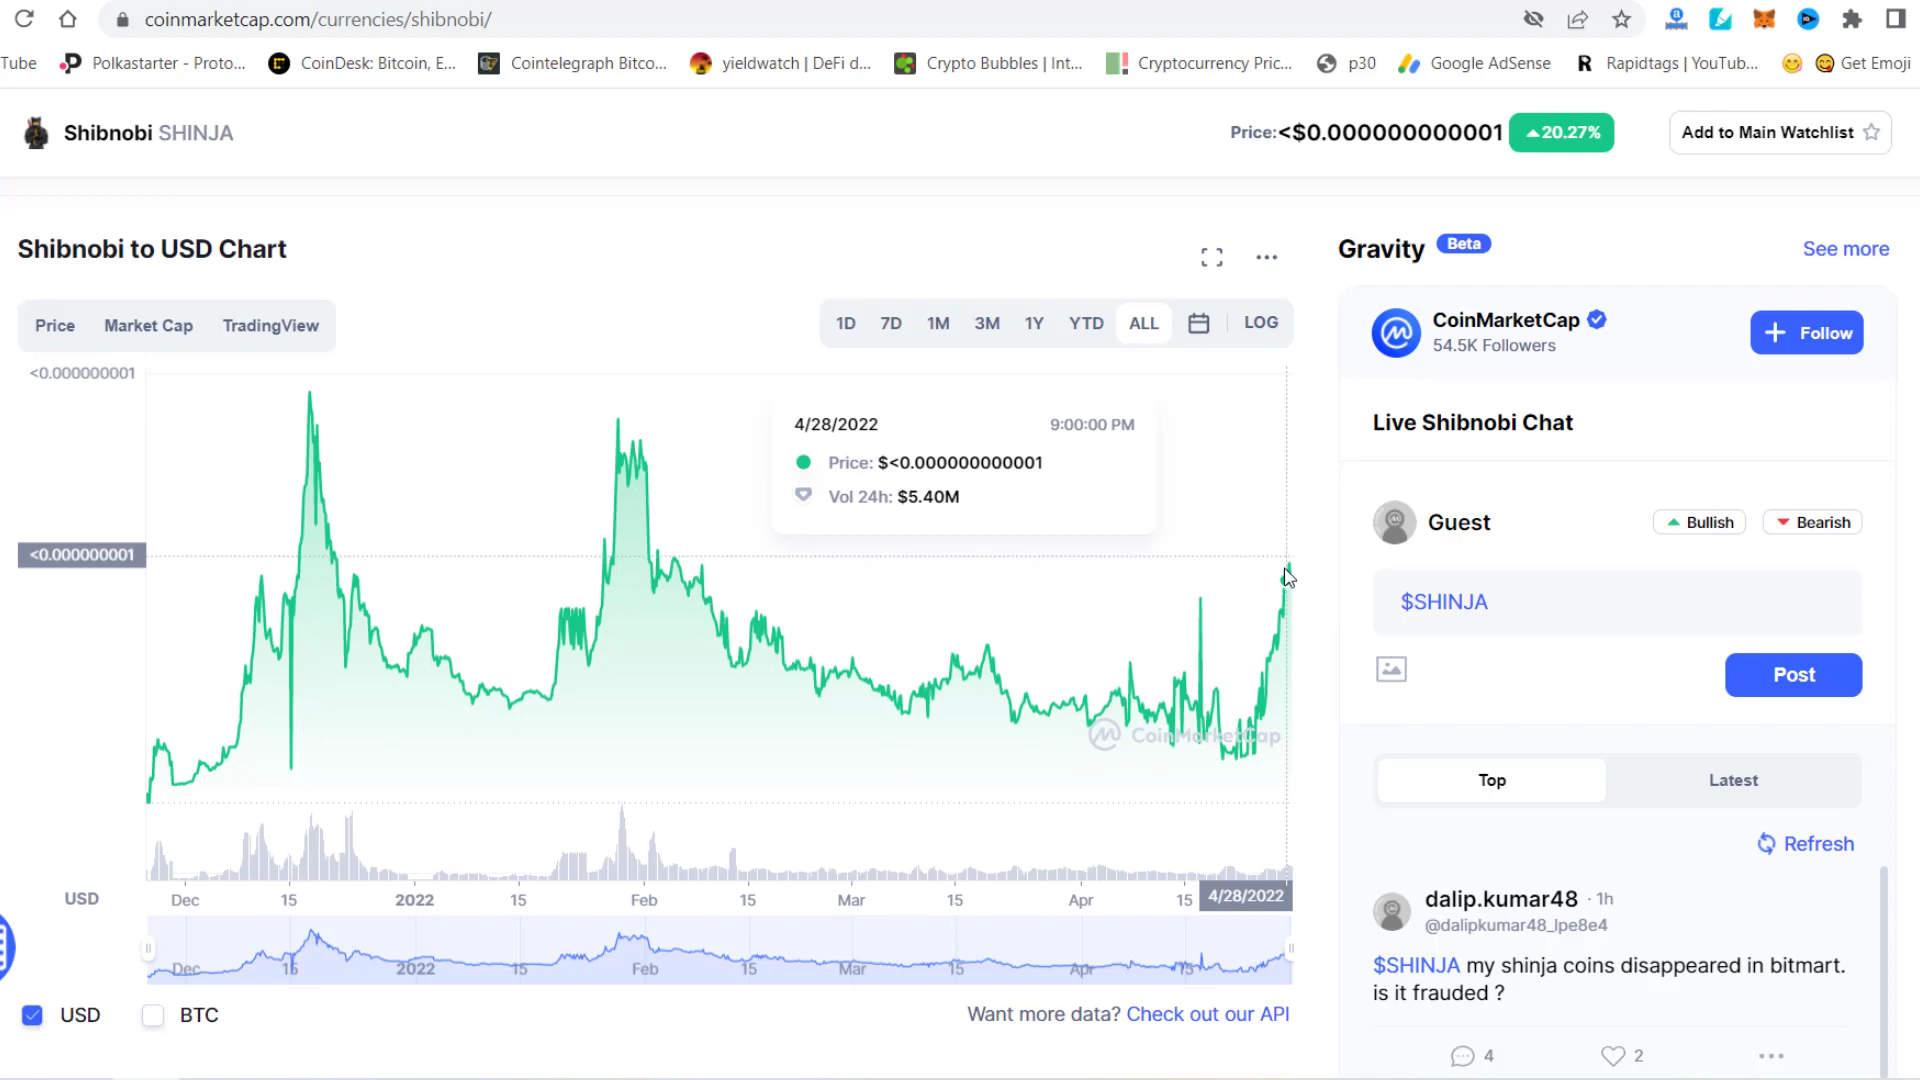 coinmarketcap.com/currencies/shibnobi/
Tube
Polkastarter - Proto...
CoinDesk: Bitcoin, E...
Cointelegraph Bitco...
yieldwatch | DeFi d...
Crypto Bubbles | Int...
Cryptocurrency Pric...
p30
Google AdSense
R
Rapidtags | YouTub...
Get Emoji
Shibnobi SHINJA
Price:<$0.000000000001
20.27%
Add to Main Watchlist
Shibnobi to USD Chart
Price
Market Cap
TradingView
1D
7D
1M
3M
1Y
YTD
ALL
LOG
<0.000000001
<0.000000001
4/28/2022
9:00:00 PM
Price: $<0.000000000001
Vol 24h: $5.40M
CoinMarketCap
USD
Dec
15
2022
15
Feb
15
Mar
15
Apr
15
4/28/2022
Dec
15
2022
15
Feb
15
Mar
15
Apr
15
USD
BTC
Want more data? Check out our API
Gravity
Beta
See more
CoinMarketCap
54.5K Followers
+ Follow
Live Shibnobi Chat
Guest
Bullish
Bearish
$SHINJA
Post
Top
Latest
Refresh
dalip.kumar48 · 1h
@dalipkumar48_lpe8e4
$SHINJA my shinja coins disappeared in bitmart.
is it frauded ?
4
2